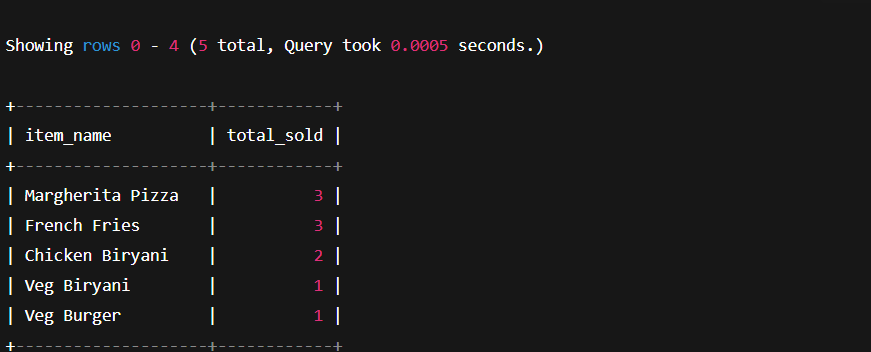 Showing rows 0 - 4 (5 total, Query took 0.0005 seconds.)
+--------------------+------------+
| item_name          | total_sold |
+--------------------+------------+
| Margherita Pizza   |          3 |
| French Fries       |          3 |
| Chicken Biryani    |          2 |
| Veg Biryani        |          1 |
| Veg Burger         |          1 |
+--------------------+------------+